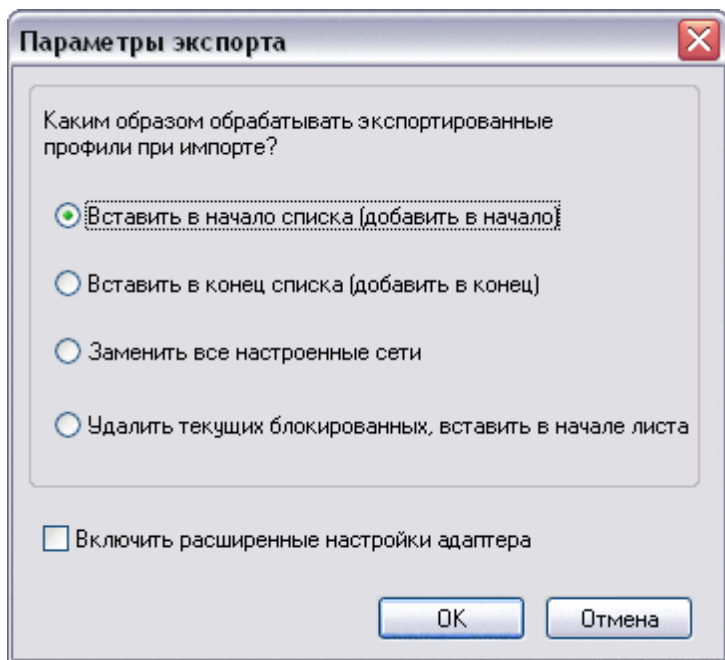 Параметры экспорта
Каким образом обрабатывать экспортированные
профили при импорте?
Вставить в начало списка (добавить в начало)
Вставить в конец списка (добавить в конец)
Заменить все настроенные сети
Удалить текущих блокированных, вставить в начале листа
Включить расширенные настройки адаптера
OK
Отмена